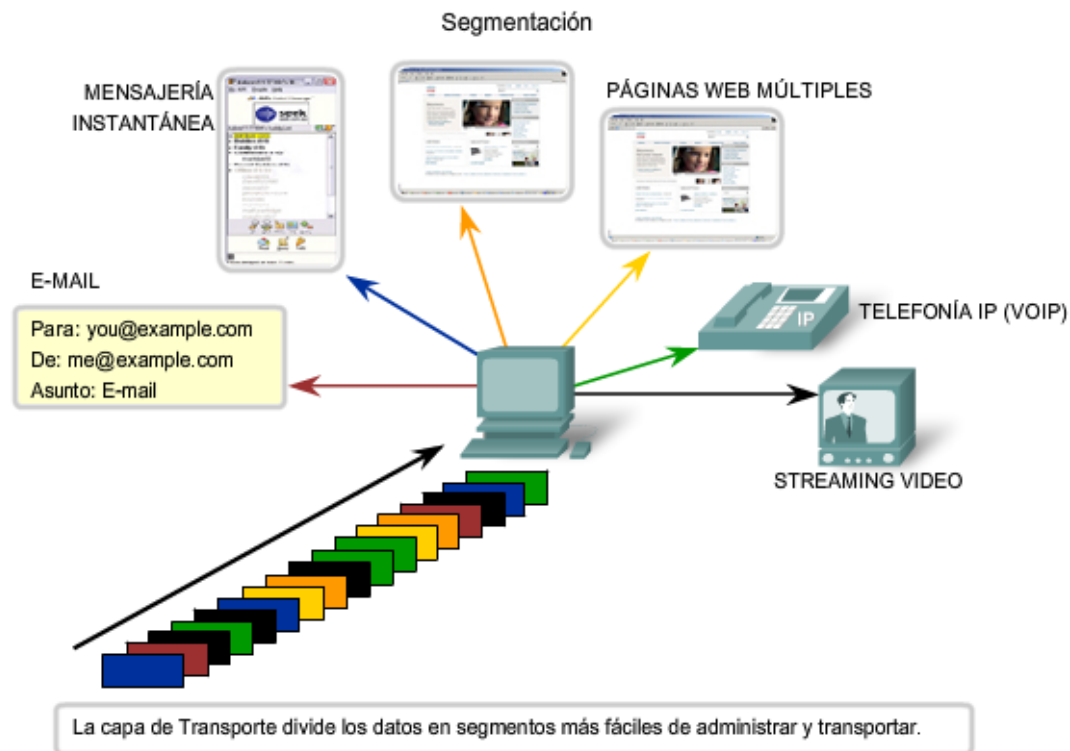 Segmentación
MENSAJERÍA
INSTANTÁNEA
seek
PÁGINAS WEB MÚLTIPLES
E-MAIL
Para: you@example.com
De: me@example.com
Asunto: E-mail
IP
TELEFONÍA IP (VOIP)
STREAMING VIDEO
La capa de Transporte divide los datos en segmentos más fáciles de administrar y transportar.